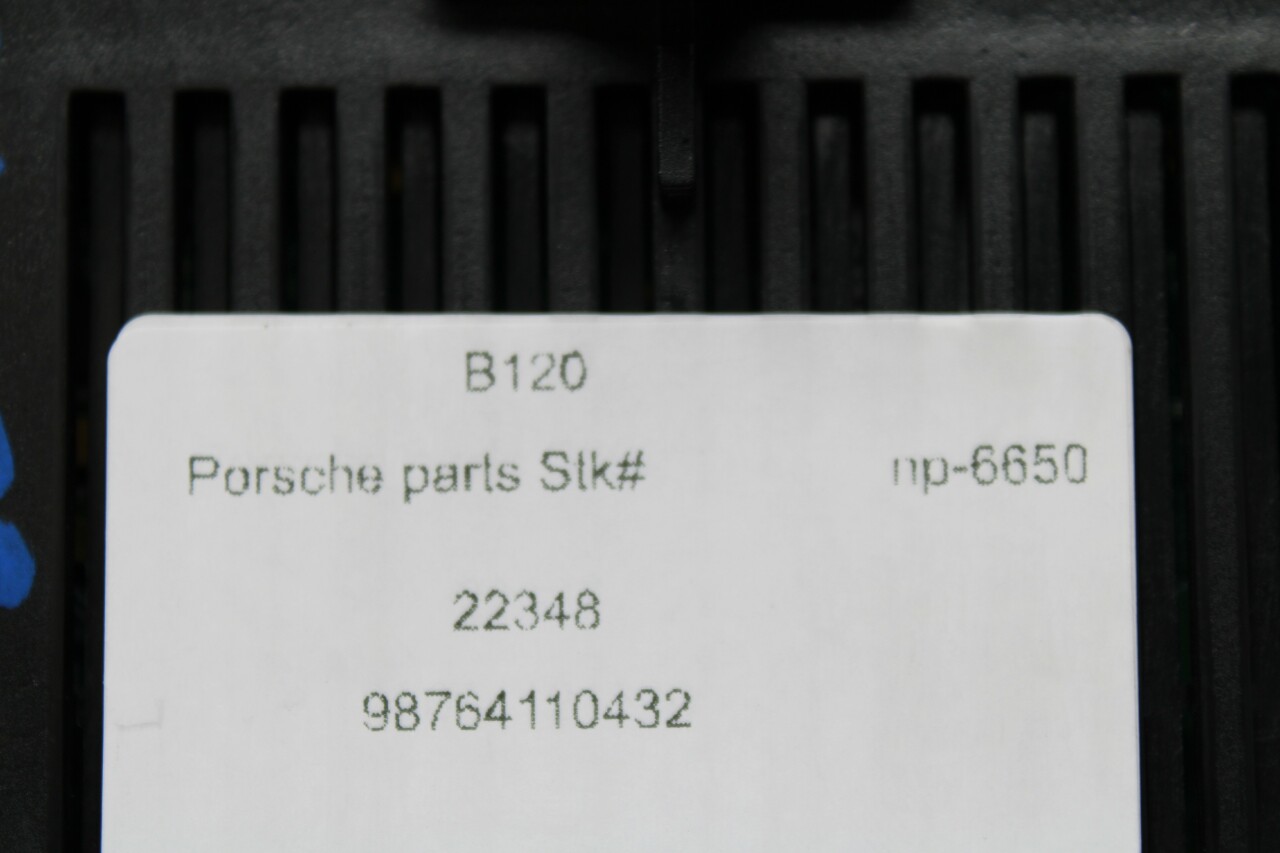 B120
Porsche parts Stk# np-6650
22348
98764110432